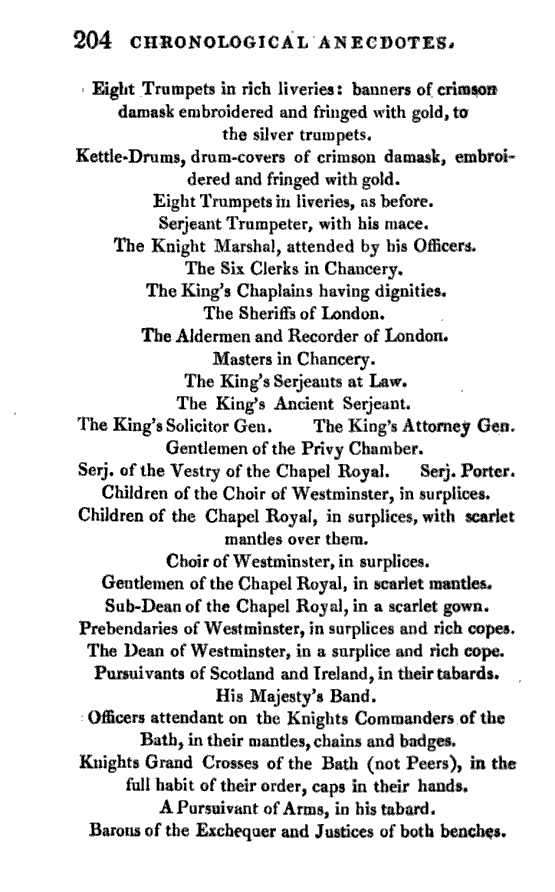 204 CHRONOLOGICAL ANECDOTES.
Eight Trumpets in rich liveries: banners of crimson
damask embroidered and fringed with gold, to
the silver trumpets.
Kettle-Drums, drum-covers of crimson damask, embroi-
dered and fringed with gold.
Eight Trumpets in liveries, as before.
Serjeant Trumpeter, with his mace.
The Knight Marshal, attended by his Officers.
The Six Clerks in Chancery.
The King's Chaplains having dignities.
The Sheriffs of London.
The Aldermen and Recorder of London.
Masters in Chancery.
The King's Serjeants at Law.
The King's Ancient Serjeant.
The King's Solicitor Gen. The King's Attorney Gen.
Gentlemen of the Privy Chamber.
Serj. of the Vestry of the Chapel Royal. Serj. Porter.
Children of the Choir of Westminster, in surplices.
Children of the Chapel Royal, in surplices, with scarlet
mantles over them.
Choir of Westminster, in surplices.
Gentlemen of the Chapel Royal, in scarlet mantles.
Sub-Dean of the Chapel Royal, in a scarlet gown.
Prebendaries of Westminster, in surplices and rich copes.
The Dean of Westminster, in a surplice and rich cope.
Pursuivants of Scotland and Ireland, in their tabards.
His Majesty's Band.
Officers attendant on the Knights Commanders of the
Bath, in their mantles, chains and badges.
Knights Grand Crosses of the Bath (not Peers), in the
full habit of their order, caps in their hands.
A Pursuivant of Arms, in his tabard.
Barons of the Exchequer and Justices of both benches.